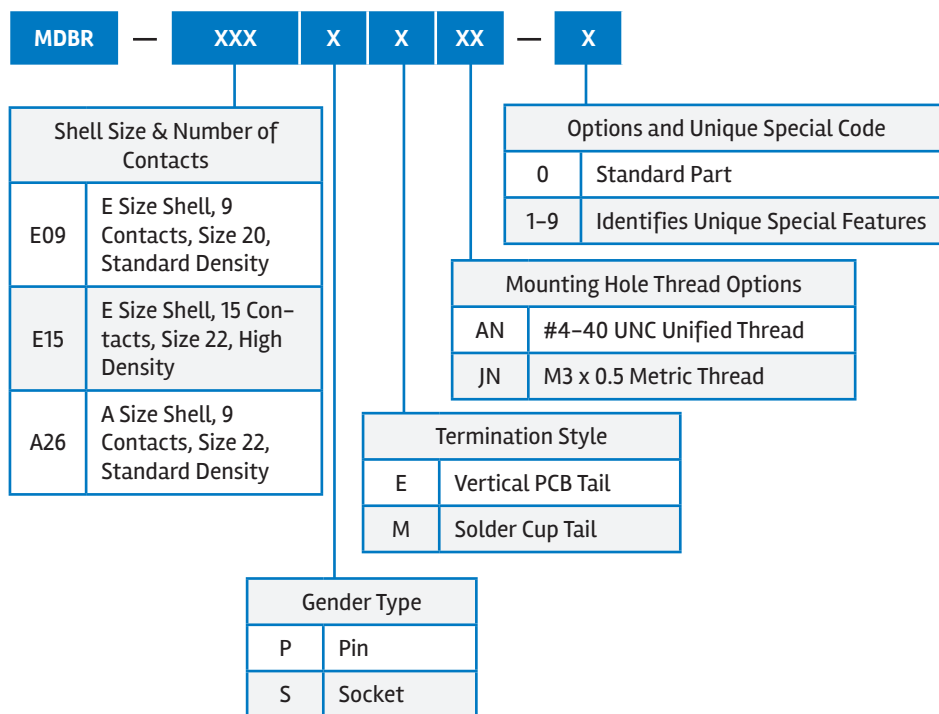 MDBR — XXX X X XX — X
Shell Size & Number of
Contacts
E09
E Size Shell, 9
Contacts, Size 20,
Standard Density
E15
E Size Shell, 15 Con-
tacts, Size 22, High
Density
A26
A Size Shell, 9
Contacts, Size 22,
Standard Density
Options and Unique Special Code
0 Standard Part
1-9 Identifies Unique Special Features
Mounting Hole Thread Options
AN #4-40 UNC Unified Thread
JN M3 x 0.5 Metric Thread
Termination Style
E Vertical PCB Tail
M Solder Cup Tail
Gender Type
P Pin
S Socket